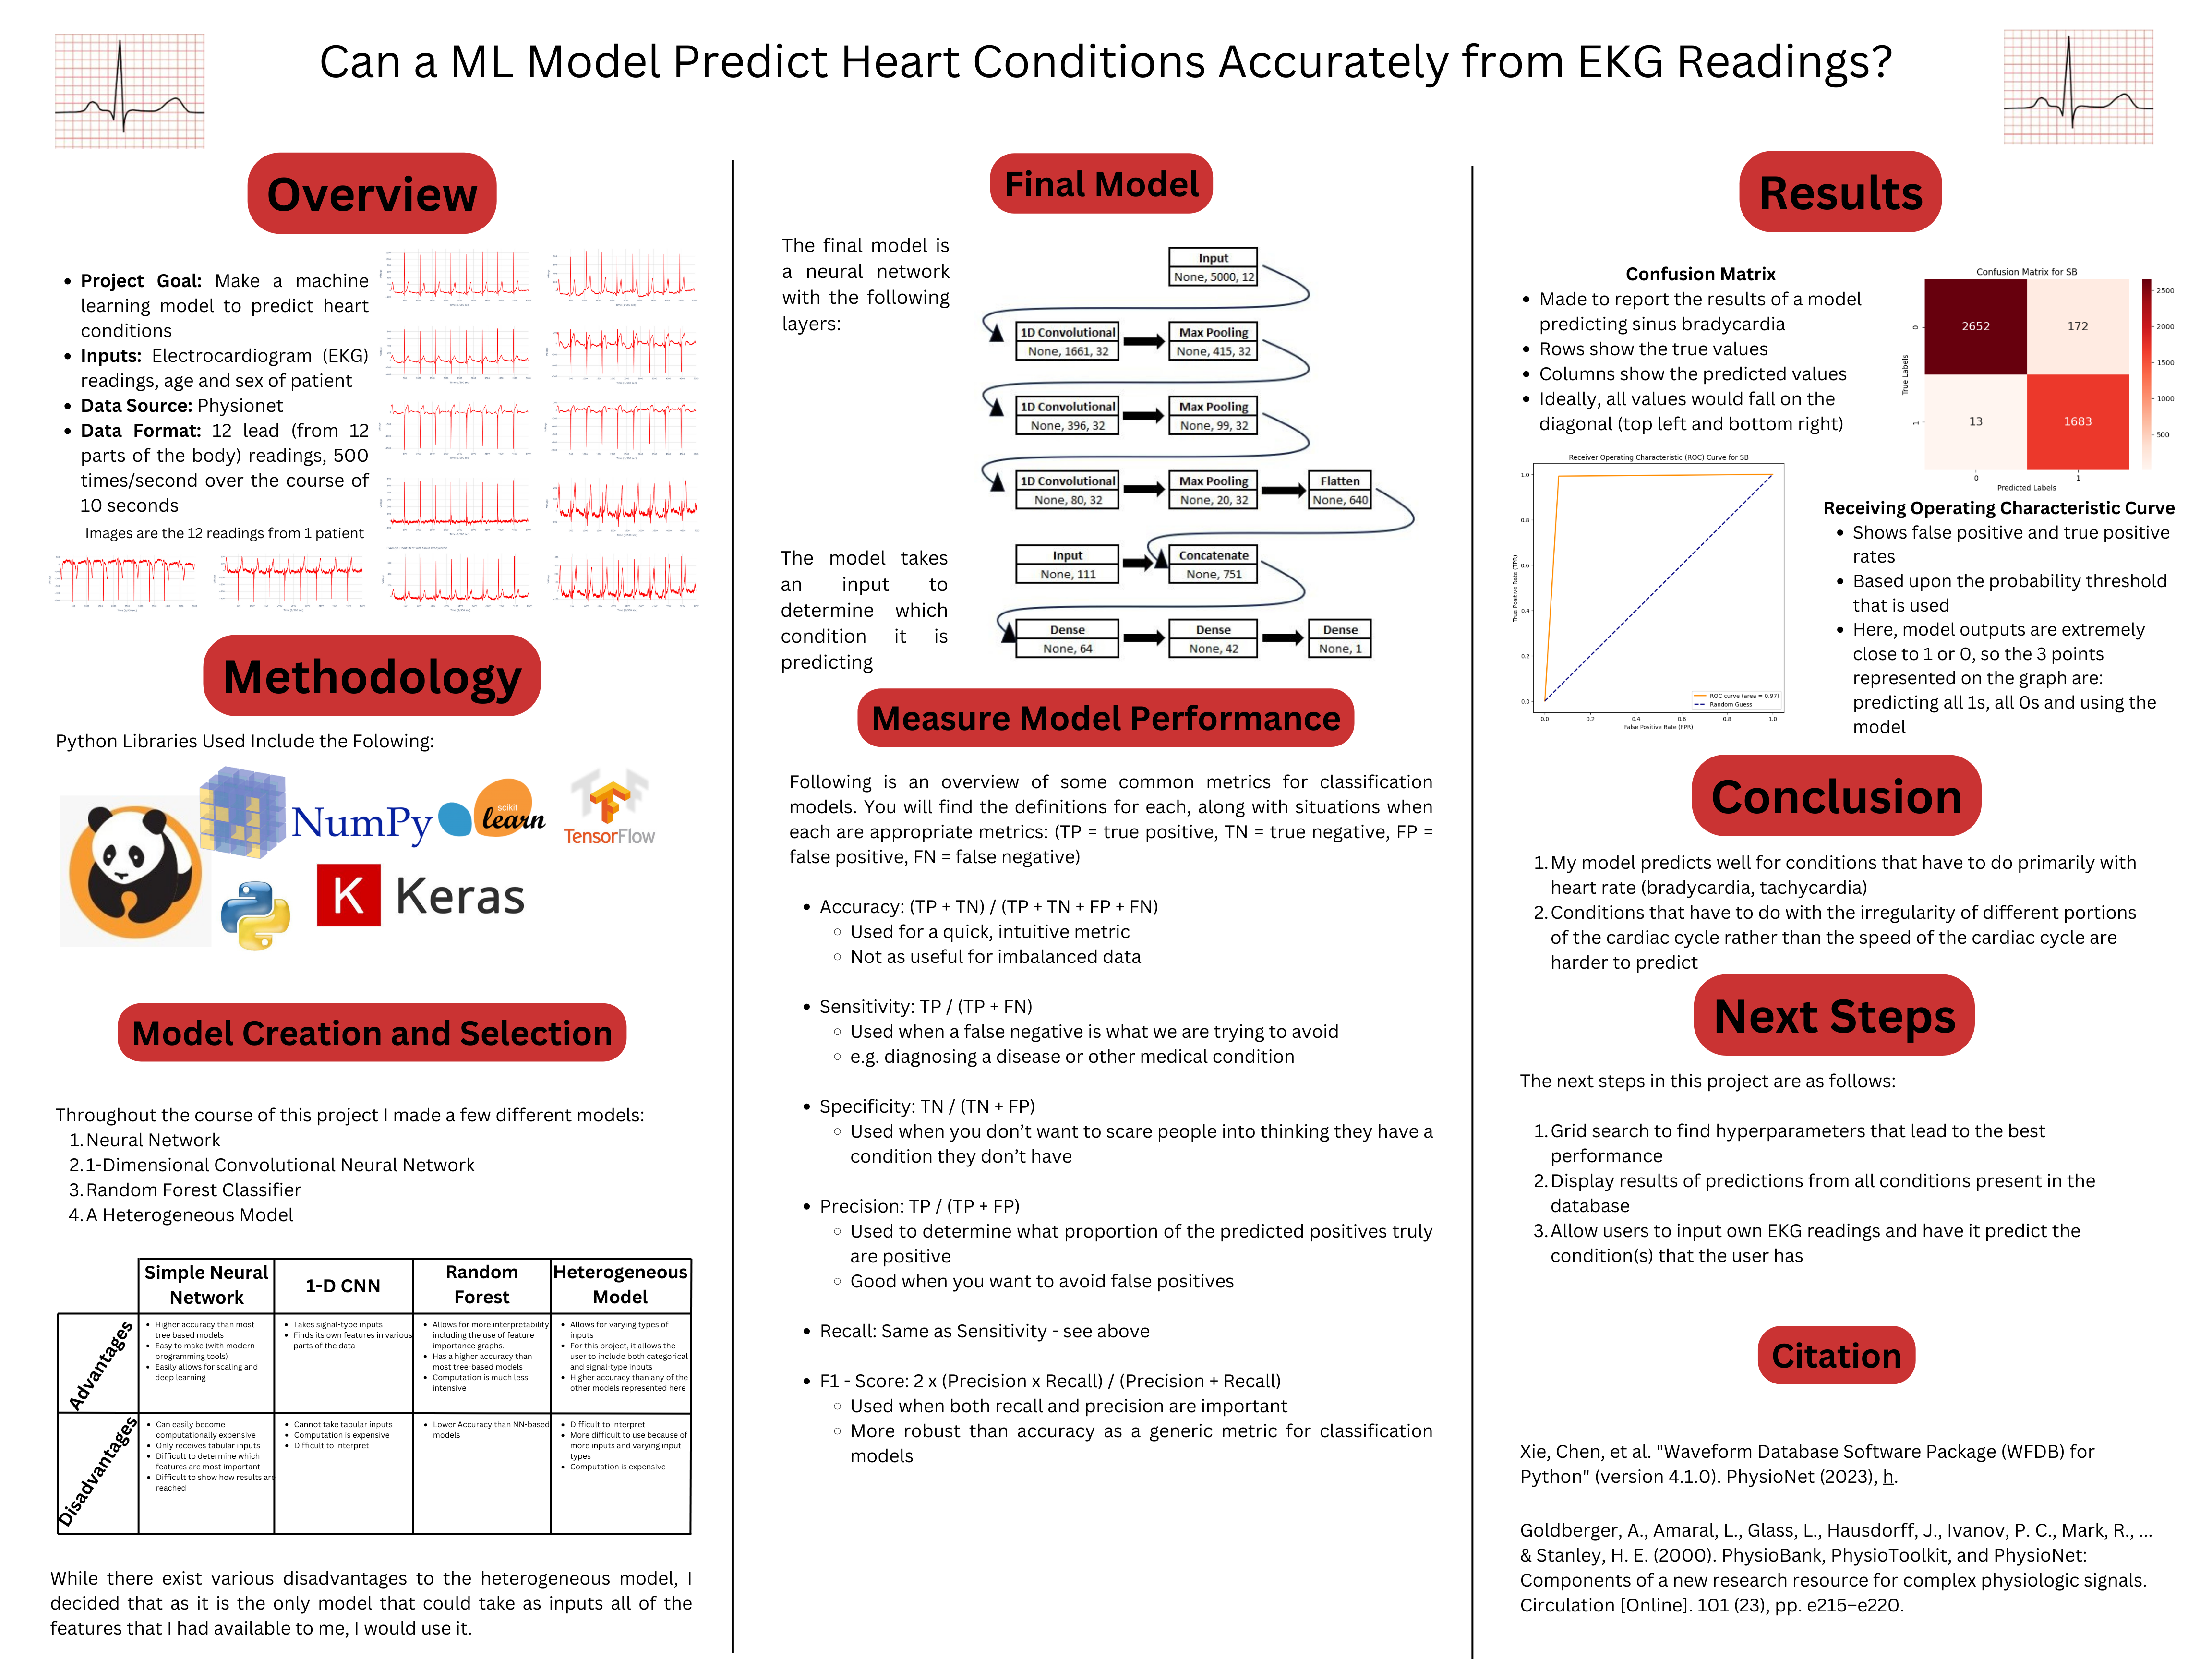 Can a ML Model Predict Heart Conditions Accurately from EKG Readings?
Overview
Project Goal: Make a machine
learning model to predict heart
conditions
Inputs: Electrocardiogram (EKG)
readings, age and sex of patient
Data Source: Physionet
Data Format: 12 lead (from 12
parts of the body) readings, 500
times/second over the course of
10 seconds
Images are the 12 readings from 1 patient
Methodology
Python Libraries Used Include the Folowing:
NumPy
scikit
learn
TensorFlow
K Keras
Model Creation and Selection
Throughout the course of this project I made a few different models:
1. Neural Network
2. 1-Dimensional Convolutional Neural Network
3. Random Forest Classifier
4. A Heterogeneous Model
Simple Neural
Network
1-D CNN
Random
Forest
Heterogeneous
Model
Advantages
Higher accuracy than most
tree based models
Easy to make (with modern
programming tools)
Easily allows for scaling and
deep learning
Takes signal-type inputs
Finds its own features in various
parts of the data
Allows for more interpretability
including the use of feature
importance graphs.
Has a higher accuracy than
most tree-based models
Computation is much less
intensive
Allows for varying types of
inputs
For this project, it allows the
user to include both categorical
and signal-type inputs
Higher accuracy than any of the
other models represented here
Disadvantages
Can easily become
computationally expensive
Only receives tabular inputs
Difficult to determine which
features are most important
Difficult to show how results are
reached
Cannot take tabular inputs
Computation is expensive
Difficult to interpret
Lower Accuracy than NN-based
models
Difficult to interpret
More difficult to use because of
more inputs and varying input
types
Computation is expensive
While there exist various disadvantages to the heterogeneous model, I
decided that as it is the only model that could take as inputs all of the
features that I had available to me, I would use it.
Final Model
The final model is
a neural network
with the following
layers:
Input
None, 5000, 12
1D Convolutional
None, 1661, 32
Max Pooling
None, 415, 32
1D Convolutional
None, 396, 32
Max Pooling
None, 99, 32
1D Convolutional
None, 80, 32
Max Pooling
None, 20, 32
Flatten
None, 640
Input
None, 111
Concatenate
None, 751
Dense
None, 64
Dense
None, 42
Dense
None, 1
The model takes
an input to
determine which
condition it is
predicting
Measure Model Performance
Following is an overview of some common metrics for classification
models. You will find the definitions for each, along with situations when
each are appropriate metrics: (TP = true positive, TN = true negative, FP =
false positive, FN = false negative)
Accuracy: (TP + TN) / (TP + TN + FP + FN)
Used for a quick, intuitive metric
Not as useful for imbalanced data
Sensitivity: TP / (TP + FN)
Used when a false negative is what we are trying to avoid
e.g. diagnosing a disease or other medical condition
Specificity: TN / (TN + FP)
Used when you don’t want to scare people into thinking they have a
condition they don’t have
Precision: TP / (TP + FP)
Used to determine what proportion of the predicted positives truly
are positive
Good when you want to avoid false positives
Recall: Same as Sensitivity - see above
F1 - Score: 2 x (Precision x Recall) / (Precision + Recall)
Used when both recall and precision are important
More robust than accuracy as a generic metric for classification
models
Results
Confusion Matrix
Made to report the results of a model
predicting sinus bradycardia
Rows show the true values
Columns show the predicted values
Ideally, all values would fall on the
diagonal (top left and bottom right)
Confusion Matrix for SB
True Labels
0
1
2652
172
13
1683
0
1
Predicted Labels
2500
2000
1500
1000
500
Receiver Operating Characteristic (ROC) Curve for SB
True Positive Rate (TPR)
1.0
0.8
0.6
0.4
0.2
0.0
ROC curve (area = 0.97)
Random Guess
0.0 0.2 0.4 0.6 0.8 1.0
False Positive Rate (FPR)
Receiving Operating Characteristic Curve
Shows false positive and true positive
rates
Based upon the probability threshold
that is used
Here, model outputs are extremely
close to 1 or 0, so the 3 points
represented on the graph are:
predicting all 1s, all 0s and using the
model
Conclusion
1. My model predicts well for conditions that have to do primarily with
heart rate (bradycardia, tachycardia)
2. Conditions that have to do with the irregularity of different portions
of the cardiac cycle rather than the speed of the cardiac cycle are
harder to predict
Next Steps
The next steps in this project are as follows:
1. Grid search to find hyperparameters that lead to the best
performance
2. Display results of predictions from all conditions present in the
database
3. Allow users to input own EKG readings and have it predict the
condition(s) that the user has
Citation
Xie, Chen, et al. "Waveform Database Software Package (WFDB) for
Python" (version 4.1.0). PhysioNet (2023), h.
Goldberger, A., Amaral, L., Glass, L., Hausdorff, J., Ivanov, P. C., Mark, R., ...
& Stanley, H. E. (2000). PhysioBank, PhysioToolkit, and PhysioNet:
Components of a new research resource for complex physiologic signals.
Circulation [Online]. 101 (23), pp. e215–e220.